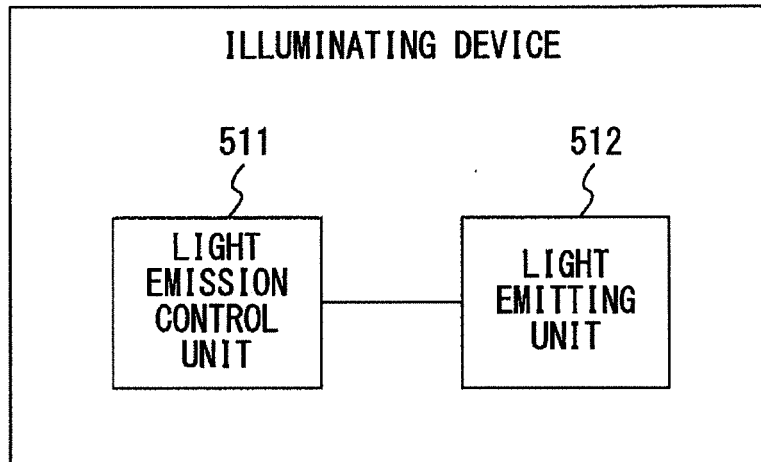 ILLUMINATING DEVICE
511
512
LIGHT
EMISSION
CONTROL
UNIT
LIGHT
EMITTING
UNIT